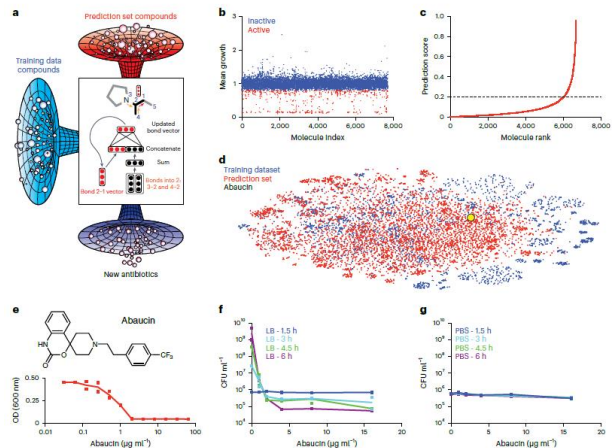 a
Prediction set compounds
Training data
compounds
N
S
Updated
bond vector
Concatenate
Sum
Bond 2-1 vector
Bonds into 2-
3-2 and 4-2
New antibiotics
b
Inactive
Active
3
2
1
0
Mean growth
0
2,000
4,000
6,000
8,000
Molecule index
c
1.0
0.8
0.6
0.4
0.2
0
Prediction score
0
2,000
4,000
6,000
8,000
Molecule rank
d
Training dataset
Prediction set
Abaucin
e
Abaucin
HN
O
O
N
CF₃
0.50
0.25
0
OD (600 nm)
0.01
0.1
1
10
100
Abaucin (µg ml⁻¹)
f
LB - 1.5 h
LB - 3 h
LB - 4.5 h
LB - 6 h
10¹⁰
10⁹
10⁸
10⁷
10⁶
10⁵
10⁴
CFU ml⁻¹
0
5
10
15
20
Abaucin (µg ml⁻¹)
g
PBS - 1.5 h
PBS - 3 h
PBS - 4.5 h
PBS - 6 h
10¹⁰
10⁹
10⁸
10⁷
10⁶
10⁵
10⁴
CFU ml⁻¹
0
5
10
15
20
Abaucin (µg ml⁻¹)